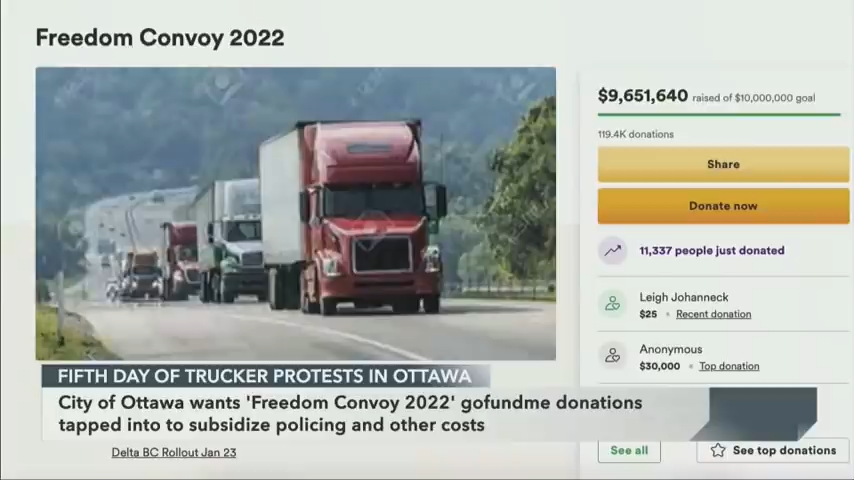 Freedom Convoy 2022
$9,651,640 raised of $10,000,000 goal
119.4K donations
Share
Donate now
11,337 people just donated
Leigh Johanneck
$25 • Recent donation
Anonymous
$30,000 • Top donation
FIFTH DAY OF TRUCKER PROTESTS IN OTTAWA
City of Ottawa wants 'Freedom Convoy 2022' gofundme donations
tapped into to subsidize policing and other costs
Delta BC Rollout Jan 23
See all
See top donations